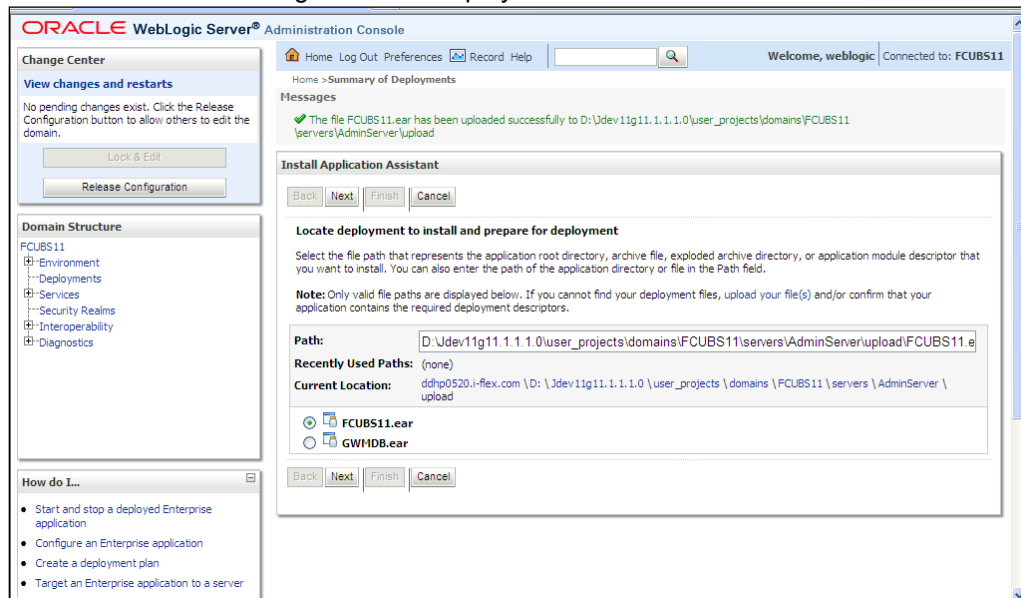 ORACLE WebLogic Server® Administration Console
Change Center
View changes and restarts
No pending changes exist. Click the Release
Configuration button to allow others to edit the
domain.
Lock & Edit
Release Configuration
Domain Structure
FCUBS11
Environment
Deployments
Services
Security Realms
Interoperability
Diagnostics
How do I...
Start and stop a deployed Enterprise
application
Configure an Enterprise application
Create a deployment plan
Target an Enterprise application to a server
Home Log Out Preferences Record Help
Welcome, weblogic Connected to: FCUBS11
Home >Summary of Deployments
Messages
The file FCUBS11.ear has been uploaded successfully to D:\Jdev11g11.1.1.1.0\user_projects\domains\FCUBS11
\servers\AdminServer\upload
Install Application Assistant
Back Next Finish Cancel
Locate deployment to install and prepare for deployment
Select the file path that represents the application root directory, archive file, exploded archive directory, or application module descriptor that
you want to install. You can also enter the path of the application directory or file in the Path field.
Note: Only valid file paths are displayed below. If you cannot find your deployment files, upload your file(s) and/or confirm that your
application contains the required deployment descriptors.
Path: D:\Jdev11g11.1.1.1.0\user_projects\domains\FCUBS11\servers\AdminServer\upload\FCUBS11.e
Recently Used Paths: (none)
Current Location: ddhp0520.i-flex.com \ D: \ Jdev11g11.1.1.1.0 \ user_projects \ domains \ FCUBS11 \ servers \ AdminServer \
upload
FCUBS11.ear
GWMDB.ear
Back Next Finish Cancel